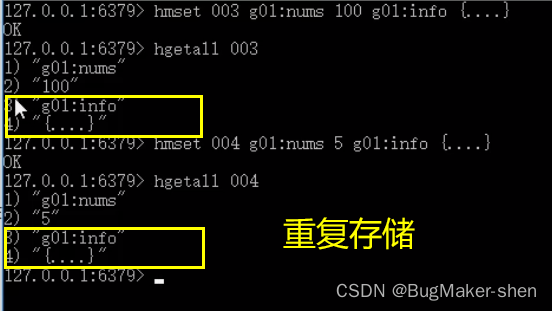 127.0.0.1:6379> hmset 003 g01:nums 100 g01:info {....}
OK
127.0.0.1:6379> hgetall 003
1) "g01:nums"
2) "100"
3) "g01:info"
4) "{....}"
127.0.0.1:6379> hmset 004 g01:nums 5 g01:info {....}
OK
127.0.0.1:6379> hgetall 004
1) "g01:nums"
2) "5"
3) "g01:info"
4) "{....}"
127.0.0.1:6379>
重复存储
CSDN @BugMaker-shen